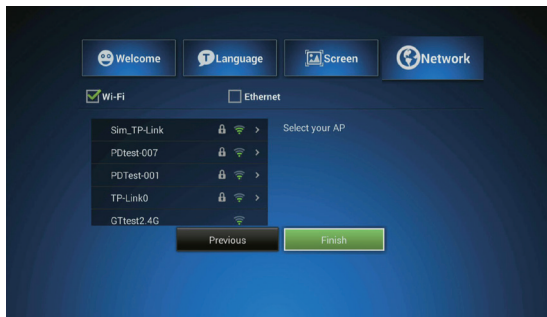 Welcome
Language
Screen
Network
Wi-Fi
Ethernet
Sim_TP-Link
Select your AP
PDtest-007
PDTest-001
TP-Link0
GTtest2.4G
Previous
Finish